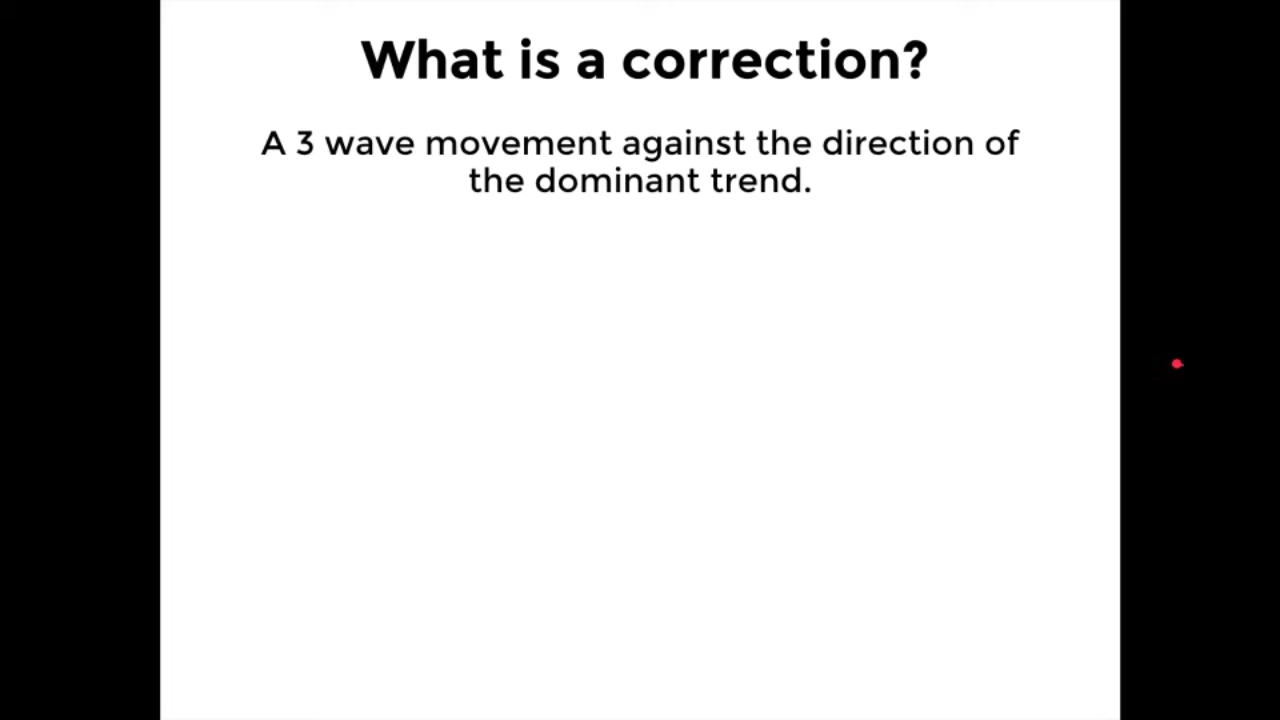 What is a correction?
A 3 wave movement against the direction of
the dominant trend.